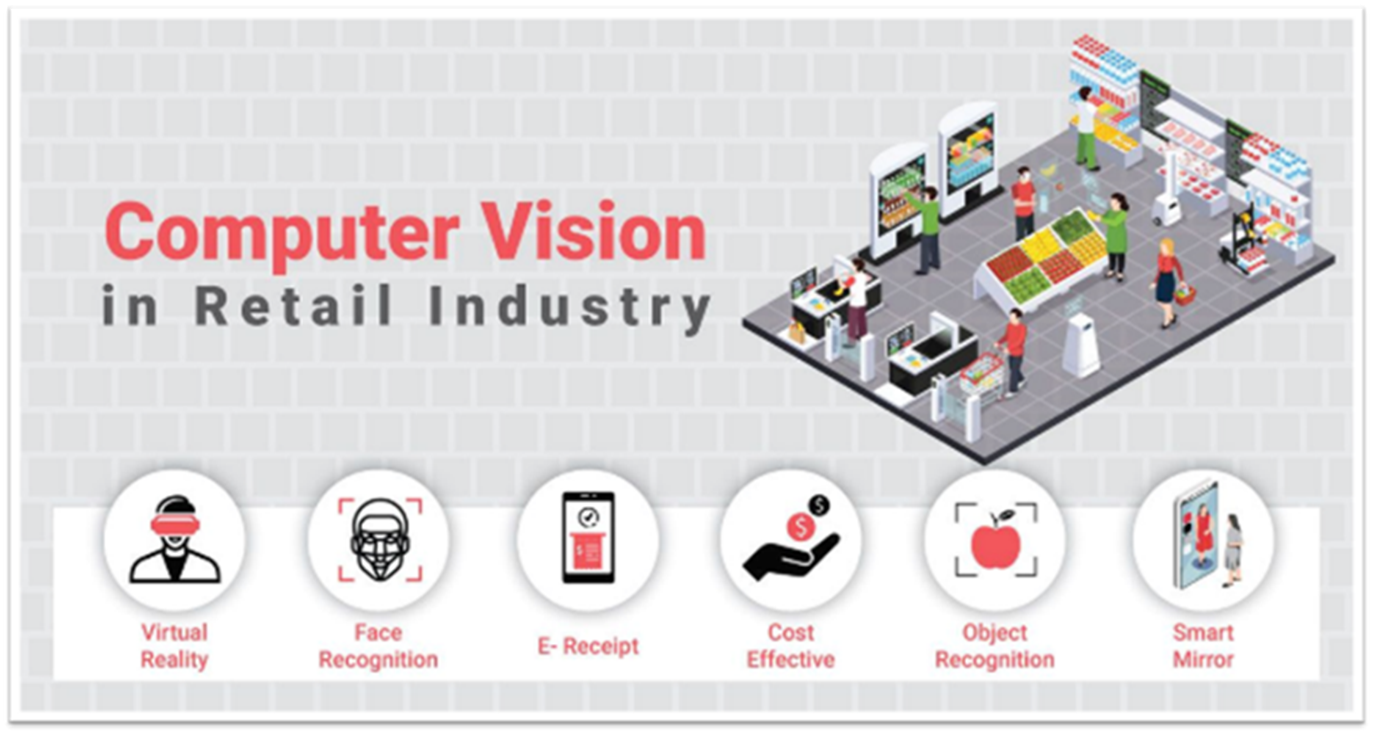 Computer Vision
in Retail Industry
Virtual
Reality
Face
Recognition
E- Receipt
Cost
Effective
Object
Recognition
Smart
Mirror